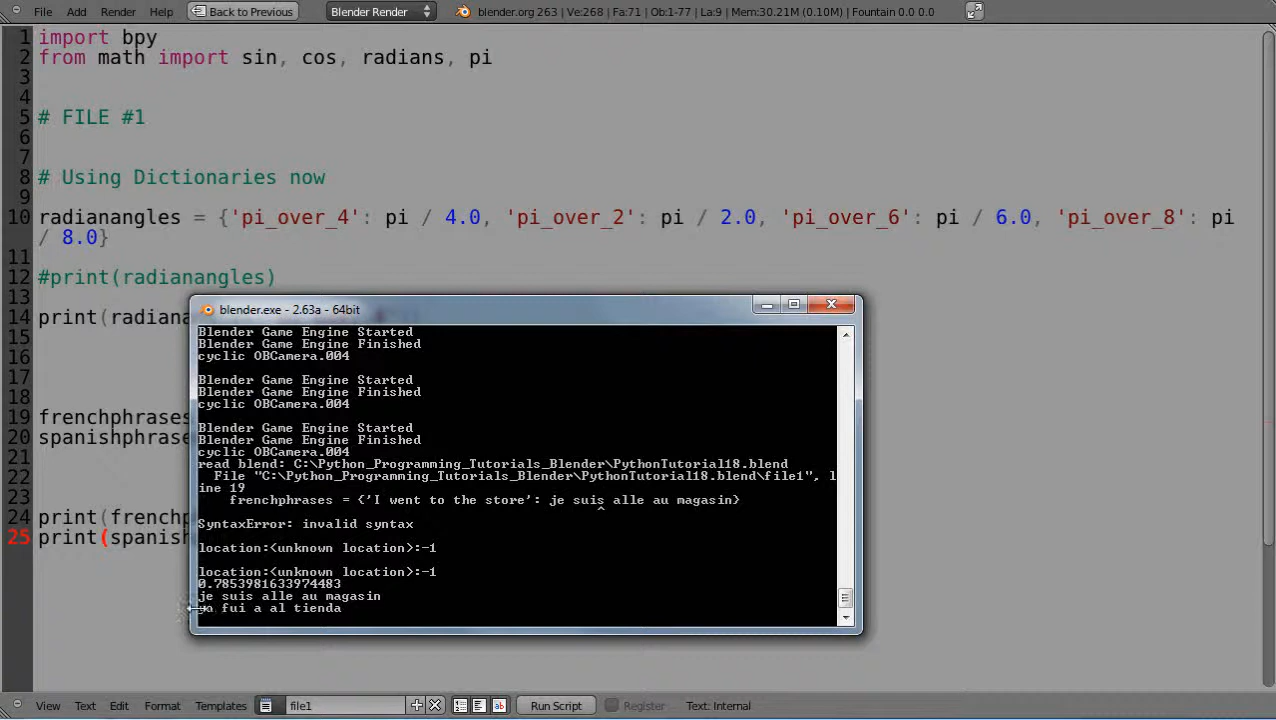 File Add Render Help Back to Previous Blender Render blender.org 263 | Ve:268 | Fa:71 | Ob:1-77 | La:9 | Mem:30.21M (0.10M) | Fountain 0.0 0.0
1 import bpy
2 from math import sin, cos, radians, pi
3
4
5 # FILE #1
6
7
8 # Using Dictionaries now
9
10 radianangles = {'pi_over_4': pi / 4.0, 'pi_over_2': pi / 2.0, 'pi_over_6': pi / 6.0, 'pi_over_8': pi
/ 8.0}
11
12 #print(radianangles)
13
14 print(radiana
15
16
17
18
19 frenchphrases
20 spanishphrase
21
22
23
24 print(frenchp
25 print(spanish
blender.exe - 2.63a - 64bit
Blender Game Engine Started
Blender Game Engine Finished
cyclic OBCamera.004
Blender Game Engine Started
Blender Game Engine Finished
cyclic OBCamera.004
Blender Game Engine Started
Blender Game Engine Finished
cyclic OBCamera.004
read blend: C:\Python_Programming_Tutorials_Blender\PythonTutorial18.blend
File "C:\Python_Programming_Tutorials_Blender\PythonTutorial18.blend\file1", l
ine 19
frenchphrases = {'I went to the store': je suis alle au magasin}
^
SyntaxError: invalid syntax
location:<unknown location>:-1
location:<unknown location>:-1
0.7853981633974483
je suis alle au magasin
fui a al tienda
View Text Edit Format Templates file1 Run Script Register Text: Internal